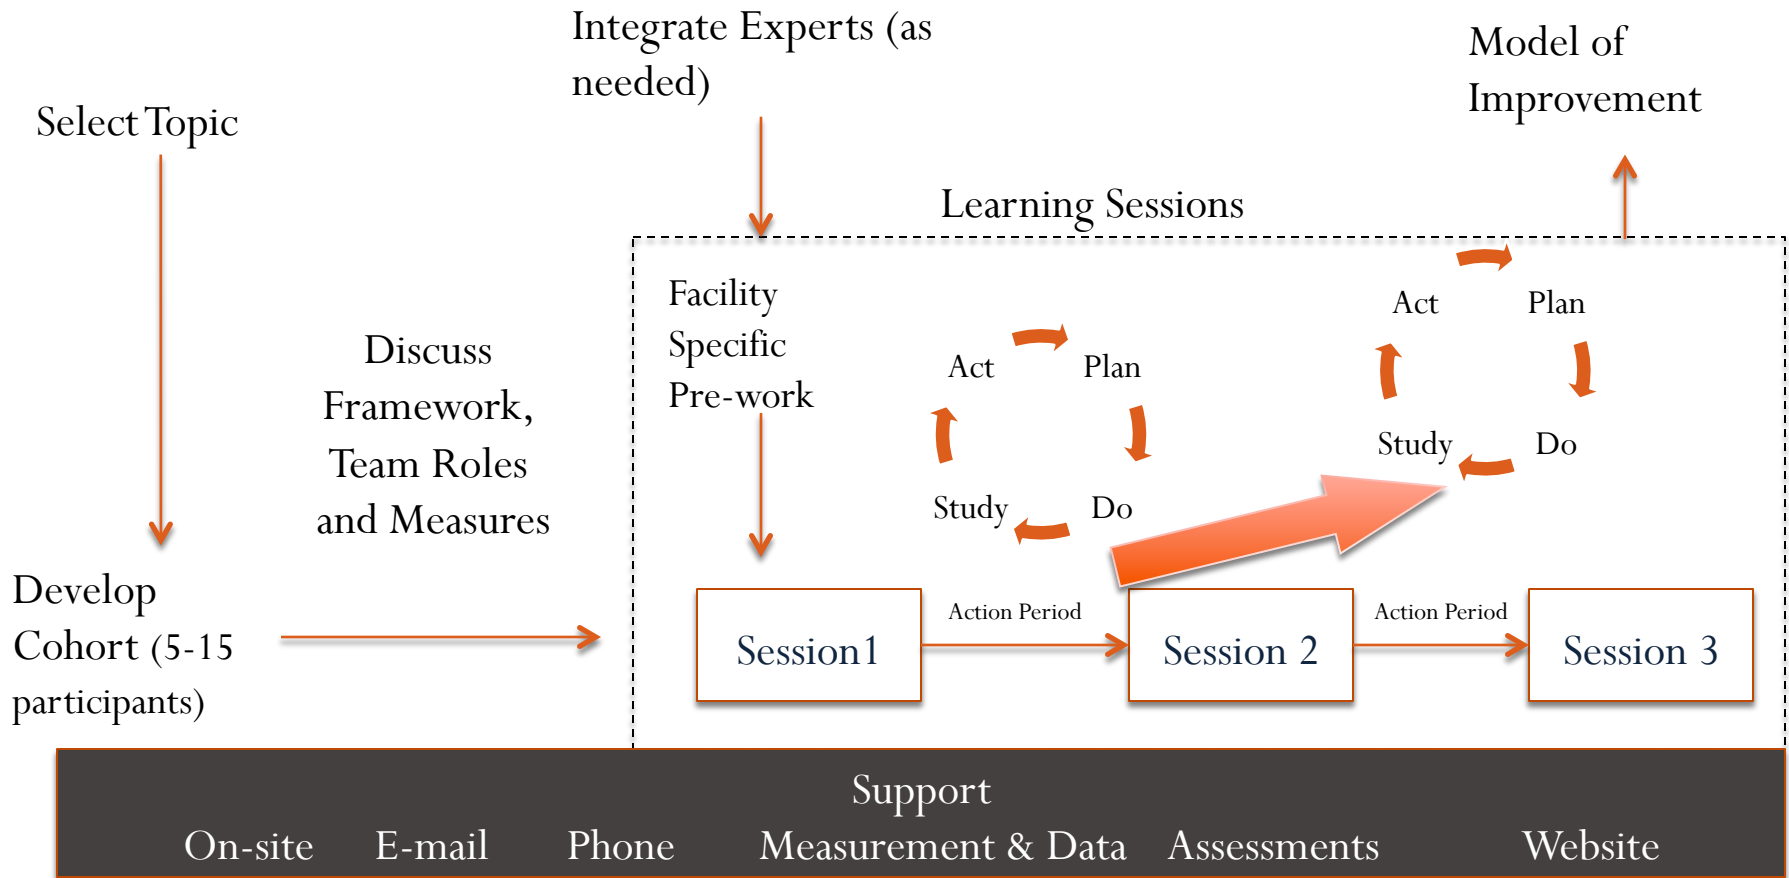 Integrate Experts (as
needed)
Model of
Improvement
Select Topic
Learning Sessions
Facility
Specific
Pre-work
Discuss
Framework,
Team Roles
and Measures
Act
Plan
Study
Do
Act
Plan
Study
Do
Develop
Cohort (5-15
participants)
Session1
Action Period
Session 2
Action Period
Session 3
Support
On-site E-mail Phone Measurement & Data Assessments Website